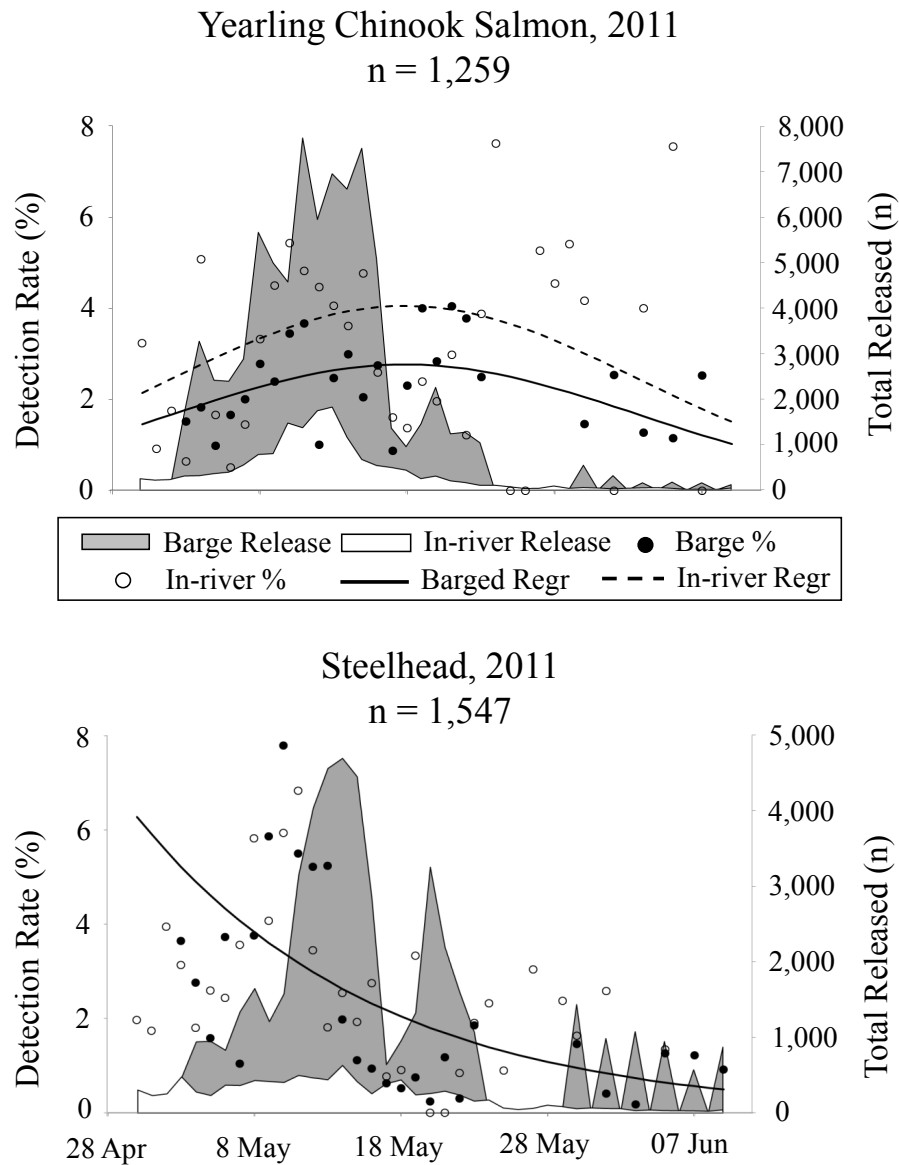 Yearling Chinook Salmon, 2011
n = 1,259
Detection Rate (%)
8
6
4
2
0
Total Released (n)
8,000
7,000
6,000
5,000
4,000
3,000
2,000
1,000
0
Barge Release In-river Release Barge %
In-river % Barged Regr In-river Regr
Steelhead, 2011
n = 1,547
Detection Rate (%)
8
6
4
2
0
Total Released (n)
5,000
4,000
3,000
2,000
1,000
0
28 Apr 8 May 18 May 28 May 07 Jun